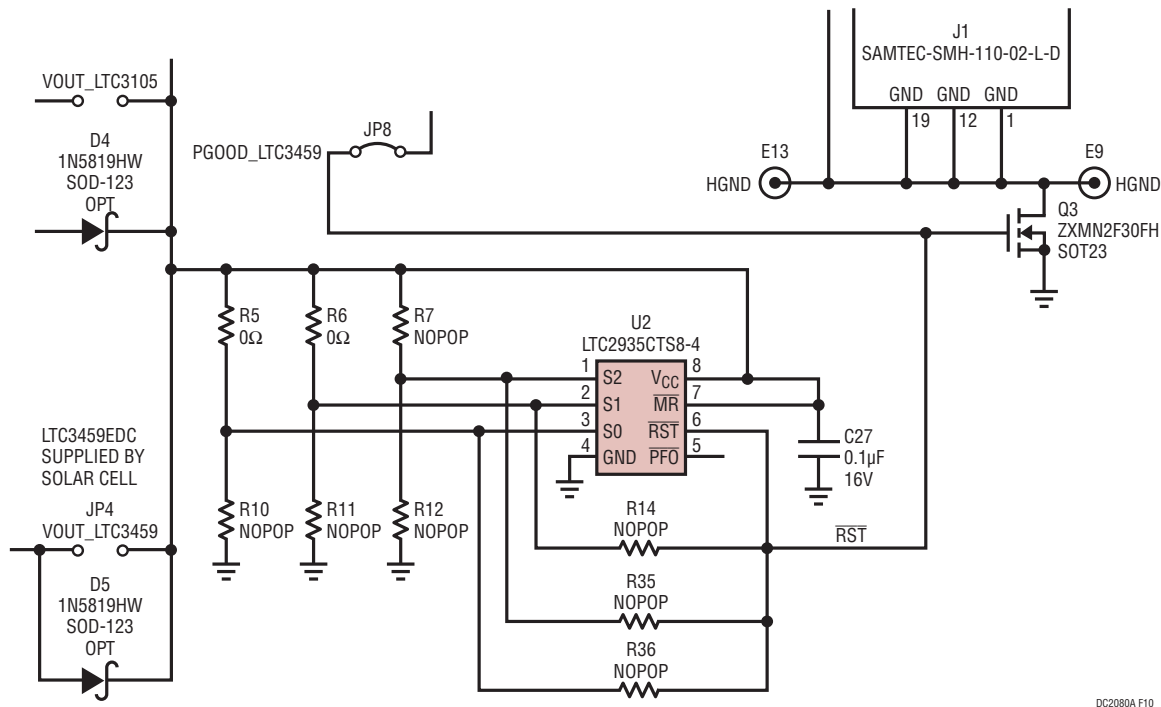 J1
SAMTEC-SMH-110-02-L-D
GND GND GND
19 12 1
VOUT_LTC3105
D4
1N5819HW
SOD-123
OPT
JP8
PGOOD_LTC3459
E13
HGND
E9
HGND
Q3
ZXMN2F30FH
SOT23
R5
0Ω
R6
0Ω
R7
NOPOP
U2
LTC2935CTS8-4
1 S2 VCC 8
2 S1 MR 7
3 S0 RST 6
4 GND PFO 5
C27
0.1µF
16V
LTC3459EDC
SUPPLIED BY
SOLAR CELL
JP4
VOUT_LTC3459
R10
NOPOP
R11
NOPOP
R12
NOPOP
R14
NOPOP
RST
D5
1N5819HW
SOD-123
OPT
R35
NOPOP
R36
NOPOP
DC2080A F10